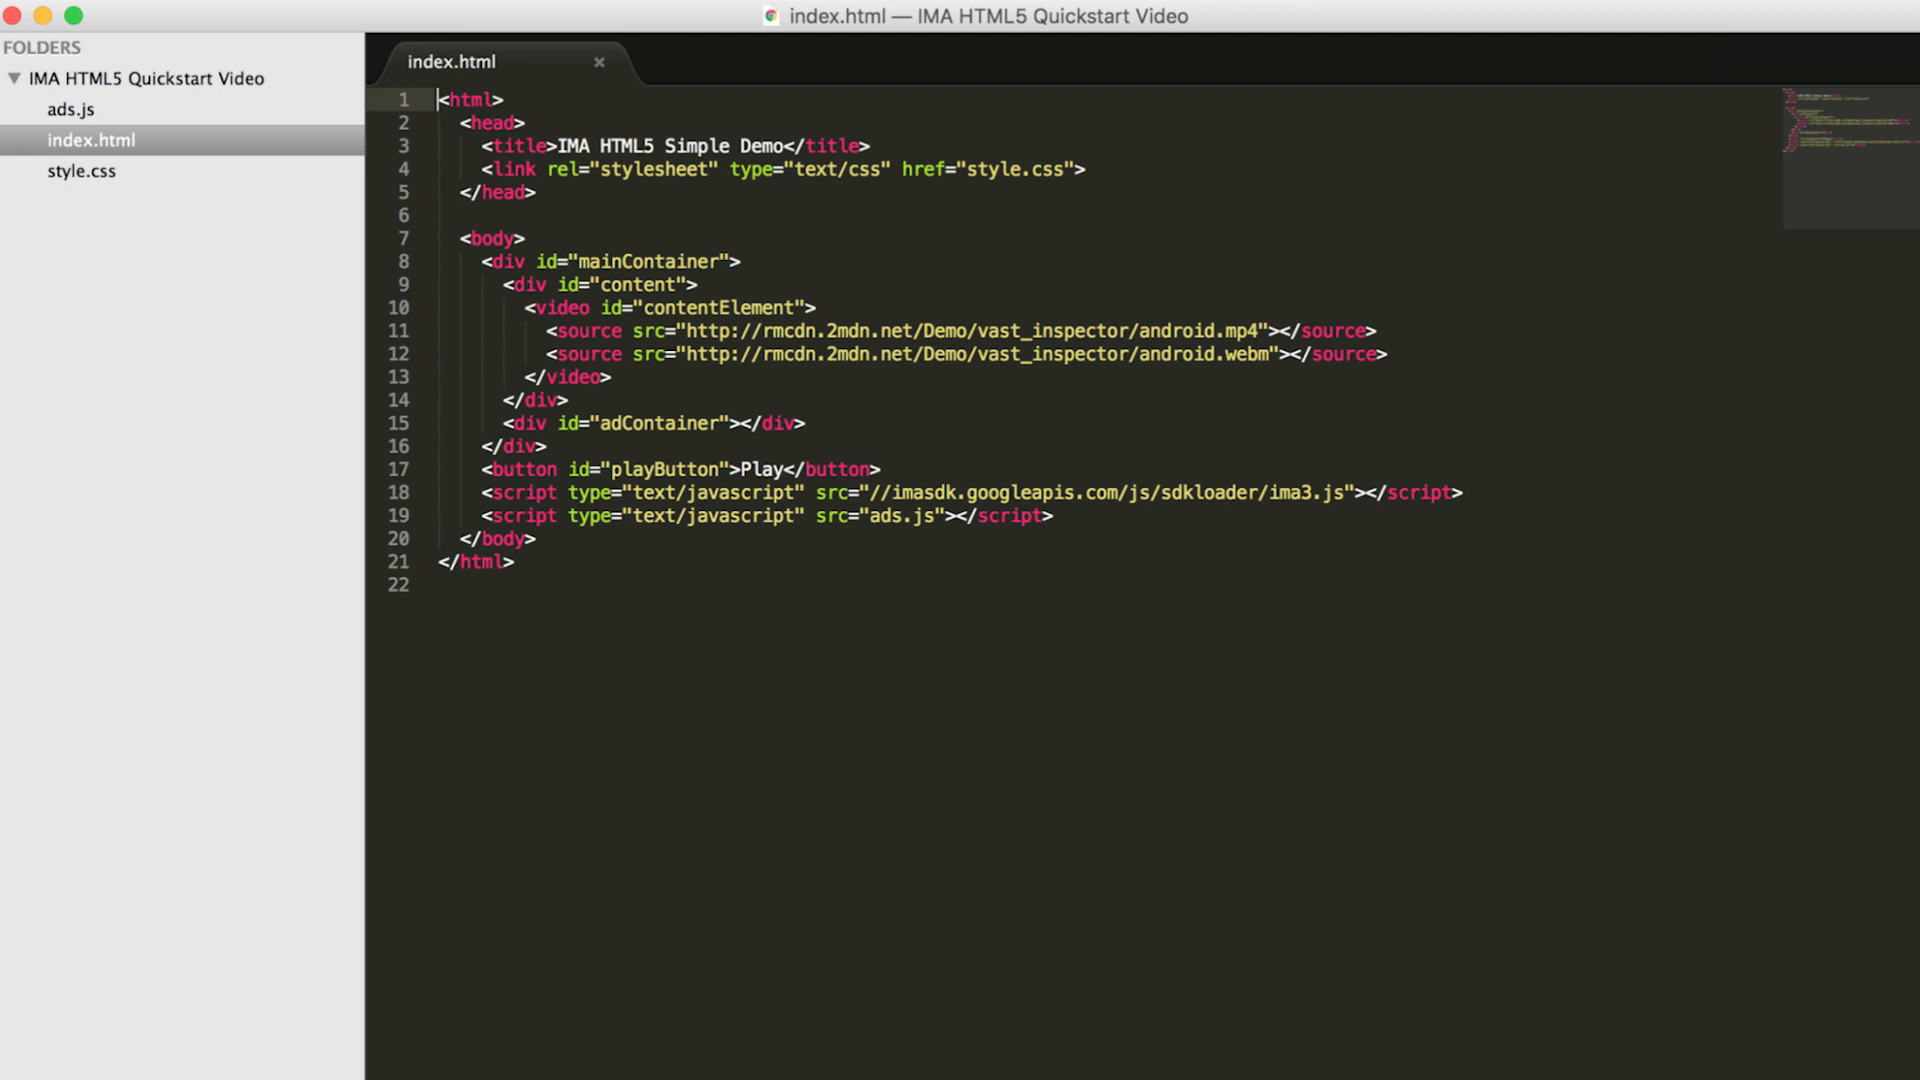 index.html — IMA HTML5 Quickstart Video
FOLDERS
IMA HTML5 Quickstart Video
ads.js
index.html
style.css
index.html ×
1 <html>
2   <head>
3     <title>IMA HTML5 Simple Demo</title>
4     <link rel="stylesheet" type="text/css" href="style.css">
5   </head>
6
7   <body>
8     <div id="mainContainer">
9       <div id="content">
10         <video id="contentElement">
11           <source src="http://rmcdn.2mdn.net/Demo/vast_inspector/android.mp4"></source>
12           <source src="http://rmcdn.2mdn.net/Demo/vast_inspector/android.webm"></source>
13         </video>
14       </div>
15       <div id="adContainer"></div>
16     </div>
17     <button id="playButton">Play</button>
18     <script type="text/javascript" src="//imasdk.googleapis.com/js/sdkloader/ima3.js"></script>
19     <script type="text/javascript" src="ads.js"></script>
20   </body>
21 </html>
22